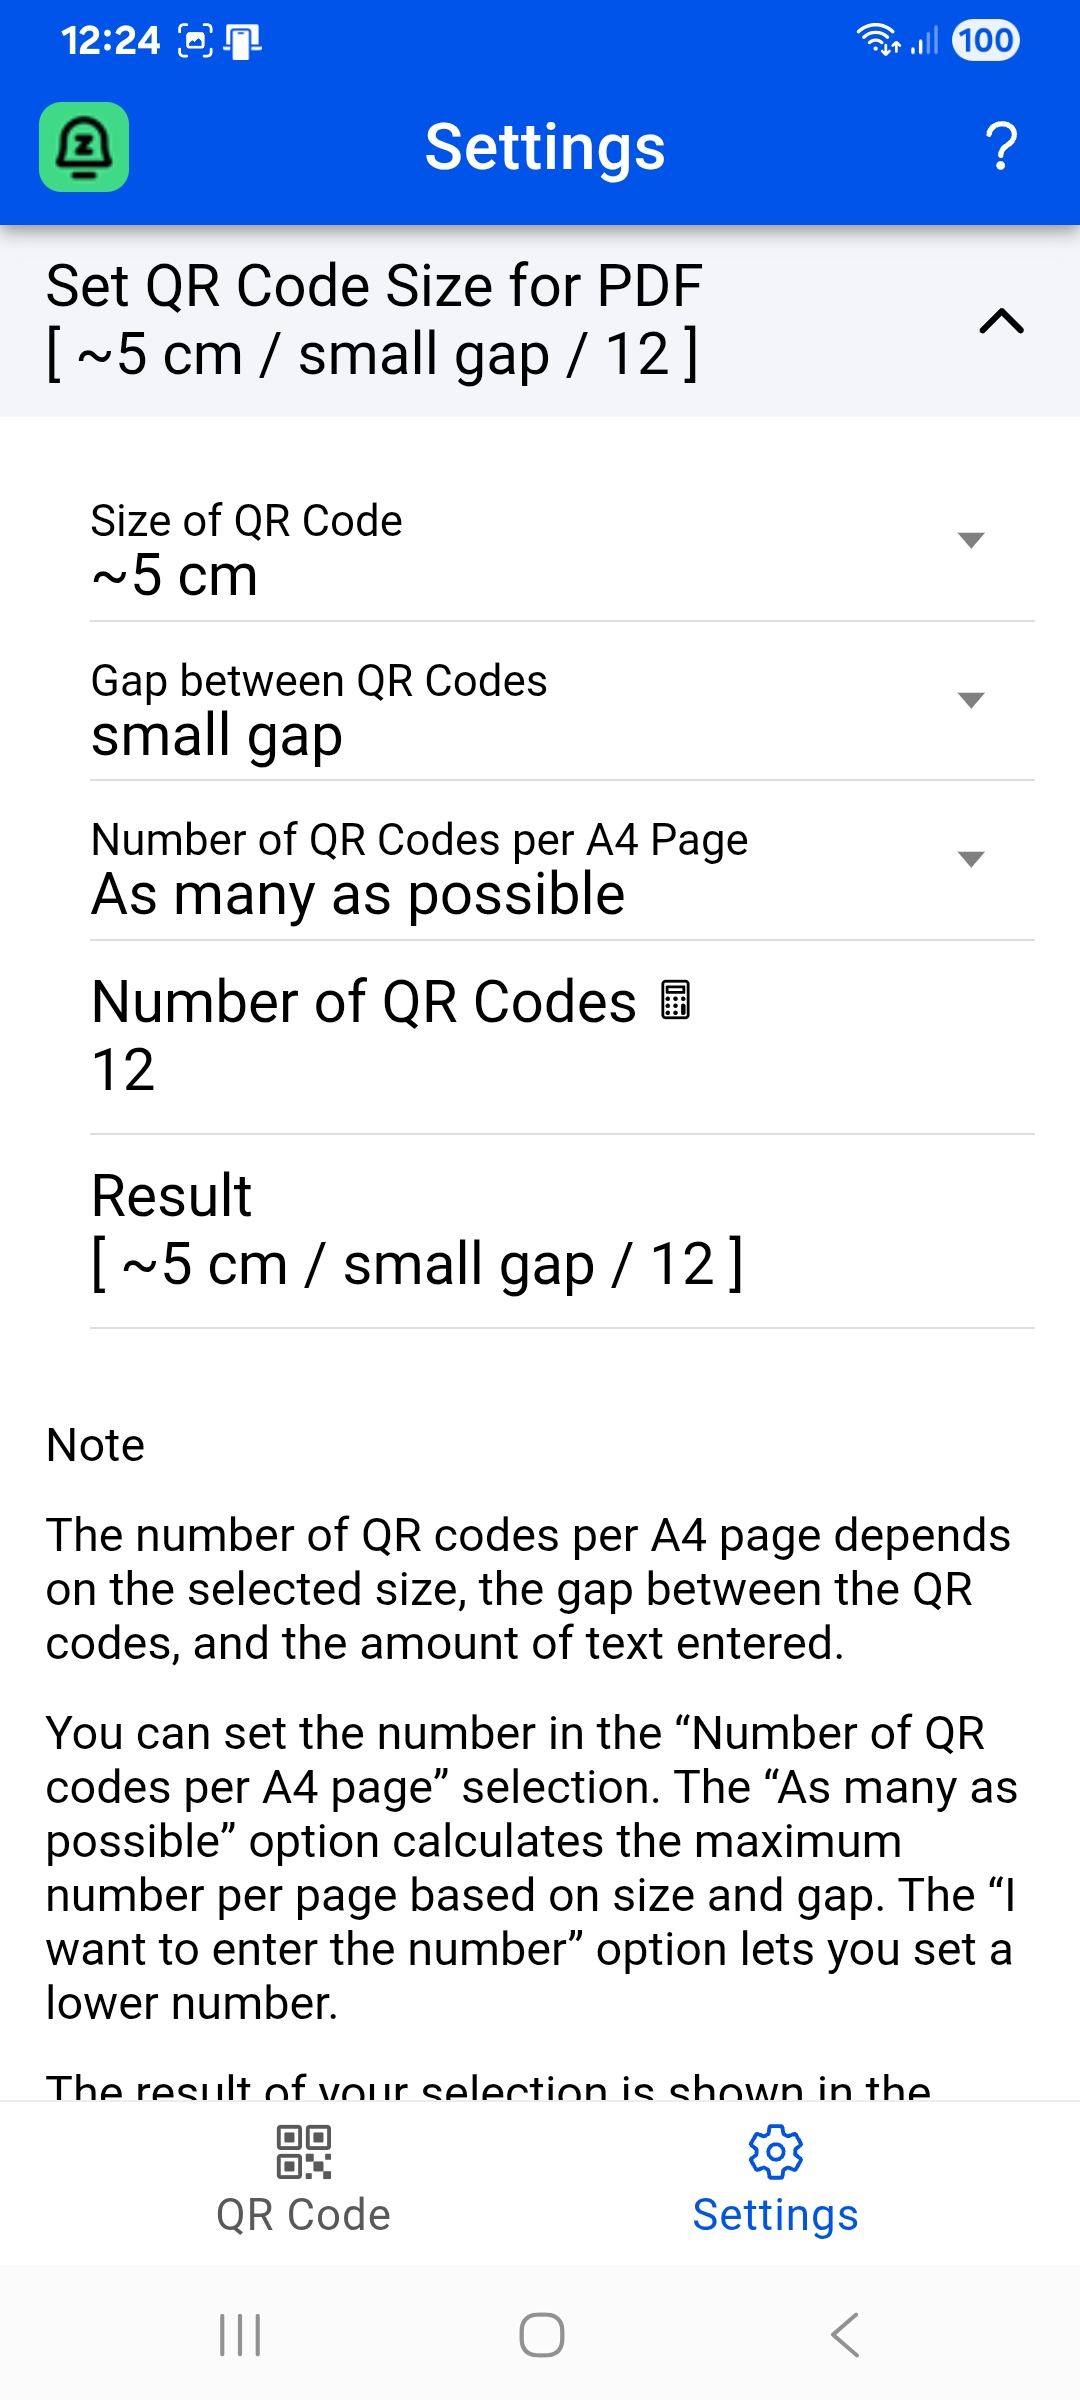 12:24
100
Settings
?
Set QR Code Size for PDF
[ ~5 cm / small gap / 12 ]
Size of QR Code
~5 cm
Gap between QR Codes
small gap
Number of QR Codes per A4 Page
As many as possible
Number of QR Codes
12
Result
[ ~5 cm / small gap / 12 ]
Note
The number of QR codes per A4 page depends
on the selected size, the gap between the QR
codes, and the amount of text entered.
You can set the number in the “Number of QR
codes per A4 page” selection. The “As many as
possible” option calculates the maximum
number per page based on size and gap. The “I
want to enter the number” option lets you set a
lower number.
The result of your selection is shown in the
QR Code
Settings